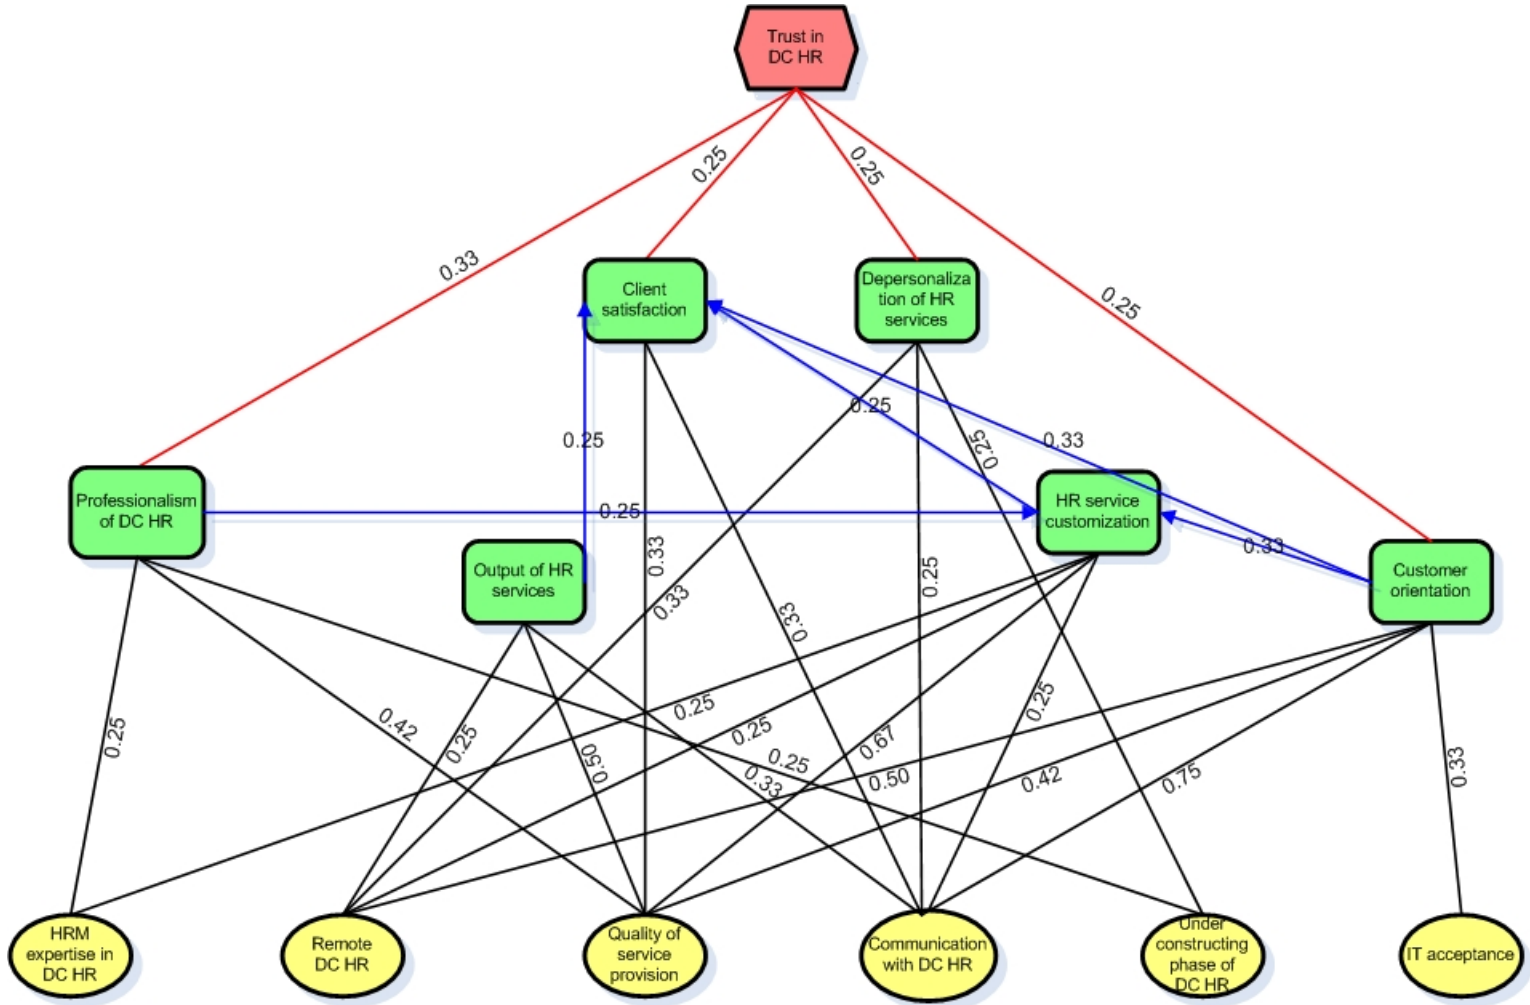 Trust in
DC HR
0.25
0.25
0.33
0.25
Client
satisfaction
Depersonaliza
tion of HR
services
0.25
0.25
0.33
0.25
Professionalism
of DC HR
0.25
HR service
customization
0.33
0.33
Output of HR
services
0.33
0.25
Customer
orientation
0.33
0.25
0.42
0.25
0.50
0.25
0.25
0.25
0.33
0.67
0.50
0.25
0.42
0.75
0.33
HRM
expertise in
DC HR
Remote
DC HR
Quality of
service
provision
Communication
with DC HR
Under
constructing
phase of
DC HR
IT acceptance